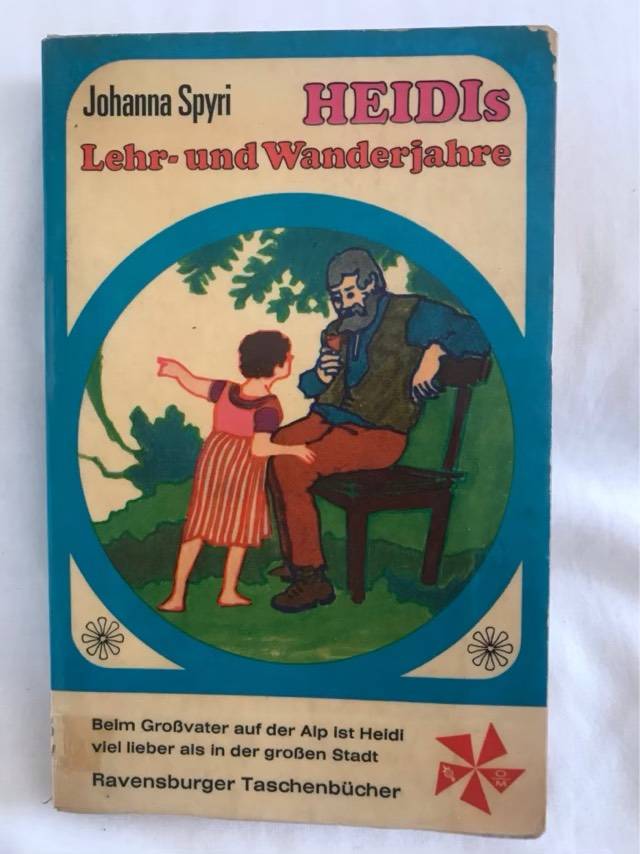 Johanna Spyri HEIDIs
Lehr- und Wanderjahre
Beim Großvater auf der Alp ist Heidi
viel lieber als in der großen Stadt
Ravensburger Taschenbücher